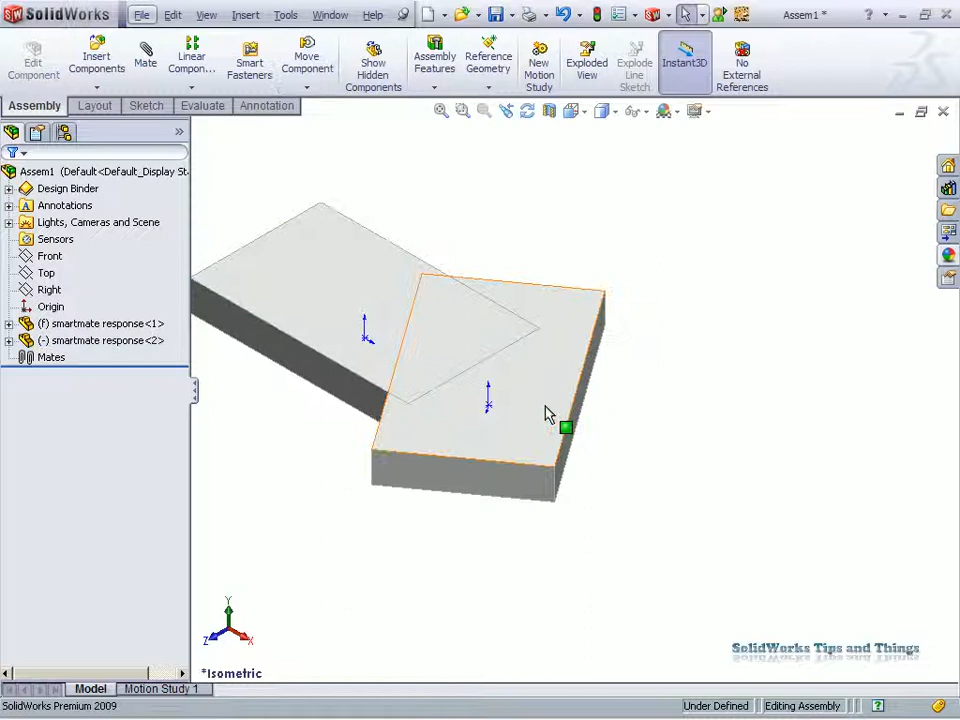 SolidWorks File Edit View Insert Tools Window Help Assem1 *
Edit Component
Insert Components
Mate
Linear Compon...
Smart Fasteners
Move Component
Show Hidden Components
Assembly Features
Reference Geometry
New Motion Study
Exploded View
Explode Line Sketch
Instant3D
No External References
Assembly Layout Sketch Evaluate Annotation
Assem1 (Default<Default_Display St
Design Binder
Annotations
Lights, Cameras and Scene
Sensors
Front
Top
Right
Origin
(f) smartmate response<1>
(-) smartmate response<2>
Mates
Y
Z
X
*Isometric
SolidWorks Tips and Things
Model Motion Study 1
SolidWorks Premium 2009 Under Defined Editing Assembly